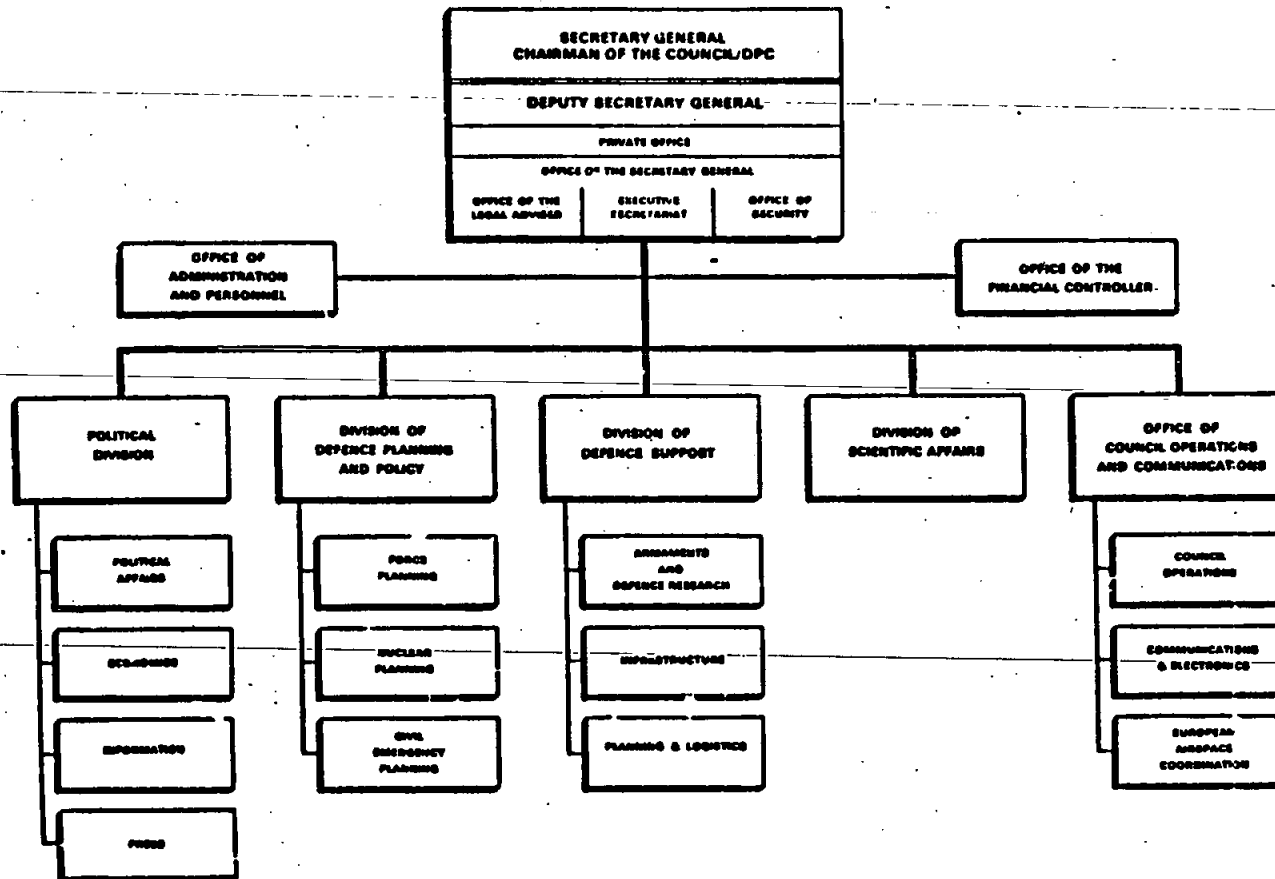 SECRETARY GENERAL
CHAIRMAN OF THE COUNCIL/DPC
DEPUTY SECRETARY GENERAL
PRIVATE OFFICE
OFFICE OF THE SECRETARY GENERAL
OFFICE OF THE
LEGAL ADVISER
EXECUTIVE
SECRETARIAT
OFFICE OF
SECURITY
OFFICE OF
ADMINISTRATION
AND PERSONNEL
OFFICE OF THE
FINANCIAL CONTROLLER
POLITICAL
DIVISION
DIVISION OF
DEFENCE PLANNING
AND POLICY
DIVISION OF
DEFENCE SUPPORT
DIVISION OF
SCIENTIFIC AFFAIRS
OFFICE OF
COUNCIL OPERATIONS
AND COMMUNICATIONS
POLITICAL
AFFAIRS
ECONOMICS
INFORMATION
PRESS
FORCE
PLANNING
NUCLEAR
PLANNING
CIVIL
EMERGENCY
PLANNING
ARMAMENTS
AND
DEFENCE RESEARCH
INFRASTRUCTURE
PLANNING & LOGISTICS
COUNCIL
OPERATIONS
COMMUNICATIONS
& ELECTRONICS
EUROPEAN
AIRSPACE
COORDINATION